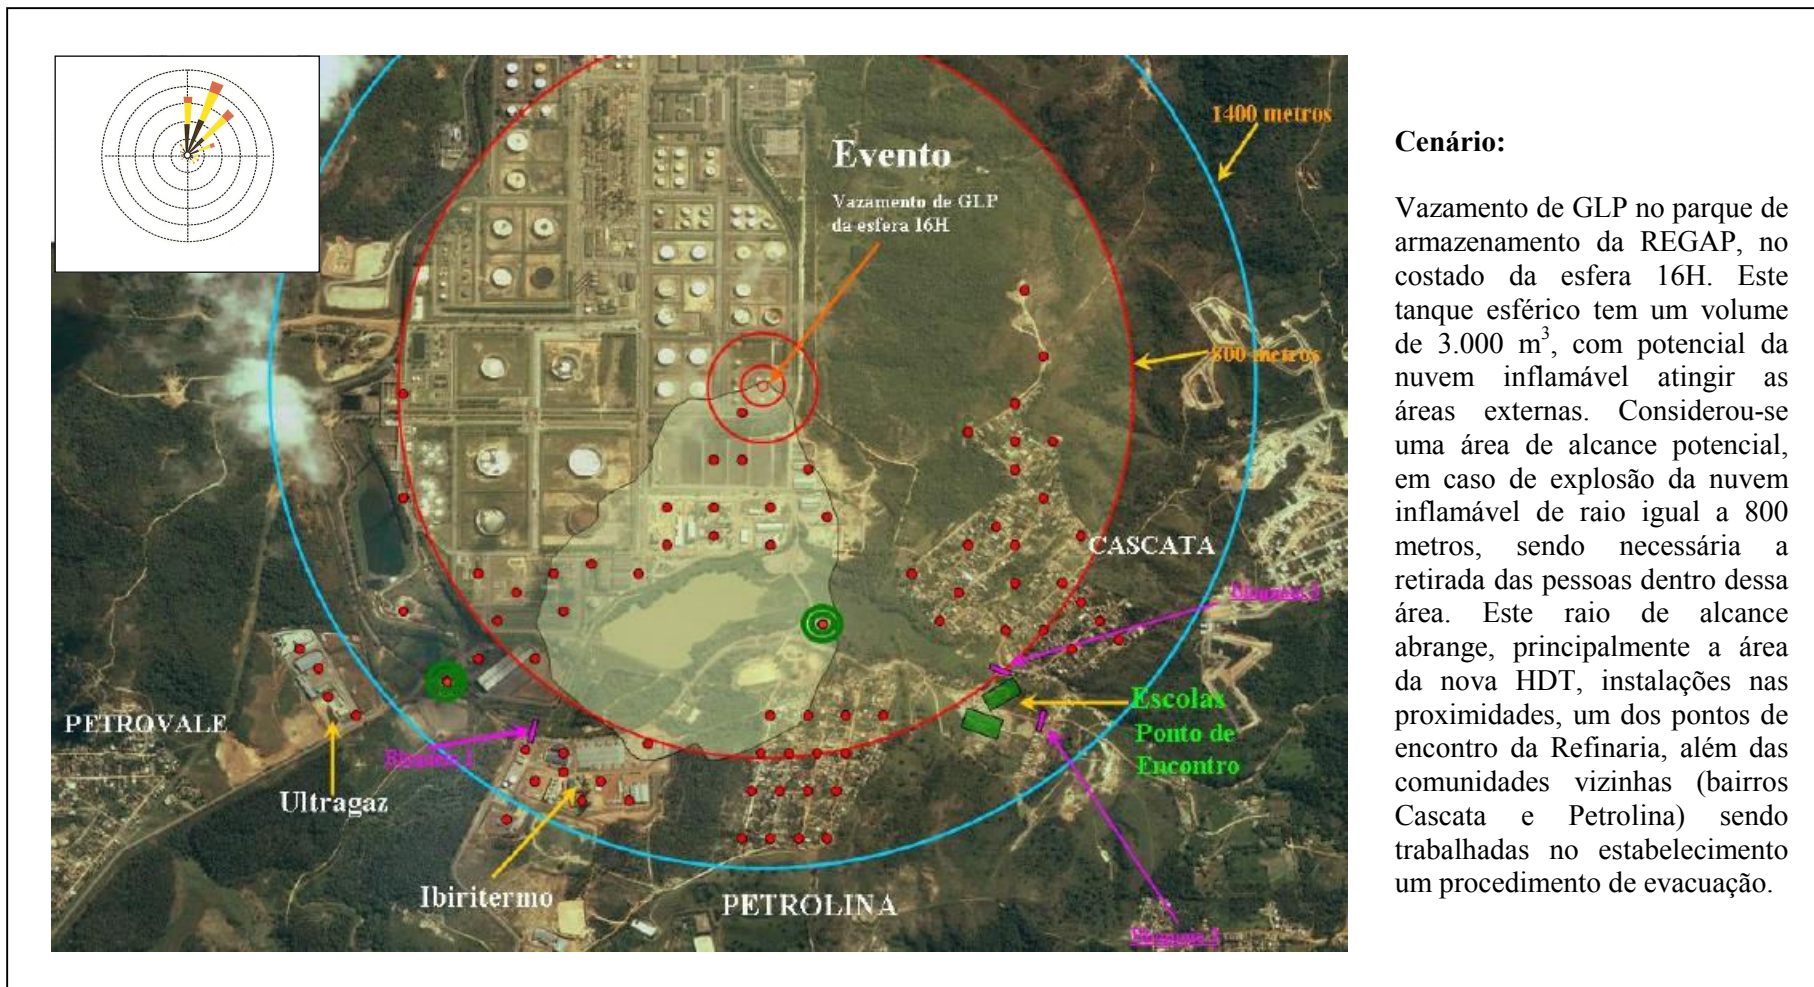 1400 metros
Evento
Vazamento de GLP
da esfera 16H
800 metros
CASCATA
Escolas
Ponto de
Encontro
PETROVALE
Ultragaz
Ibiritermo
PETROLINA
Cenário:
Vazamento de GLP no parque de
armazenamento da REGAP, no
costado da esfera 16H. Este
tanque esférico tem um volume
de 3.000 m³, com potencial da
nuvem inflamável atingir as
áreas externas. Considerou-se
uma área de alcance potencial,
em caso de explosão da nuvem
inflamável de raio igual a 800
metros, sendo necessária a
retirada das pessoas dentro dessa
área. Este raio de alcance
abrange, principalmente a área
da nova HDT, instalações nas
proximidades, um dos pontos de
encontro da Refinaria, além das
comunidades vizinhas (bairros
Cascata e Petrolina) sendo
trabalhadas no estabelecimento
um procedimento de evacuação.